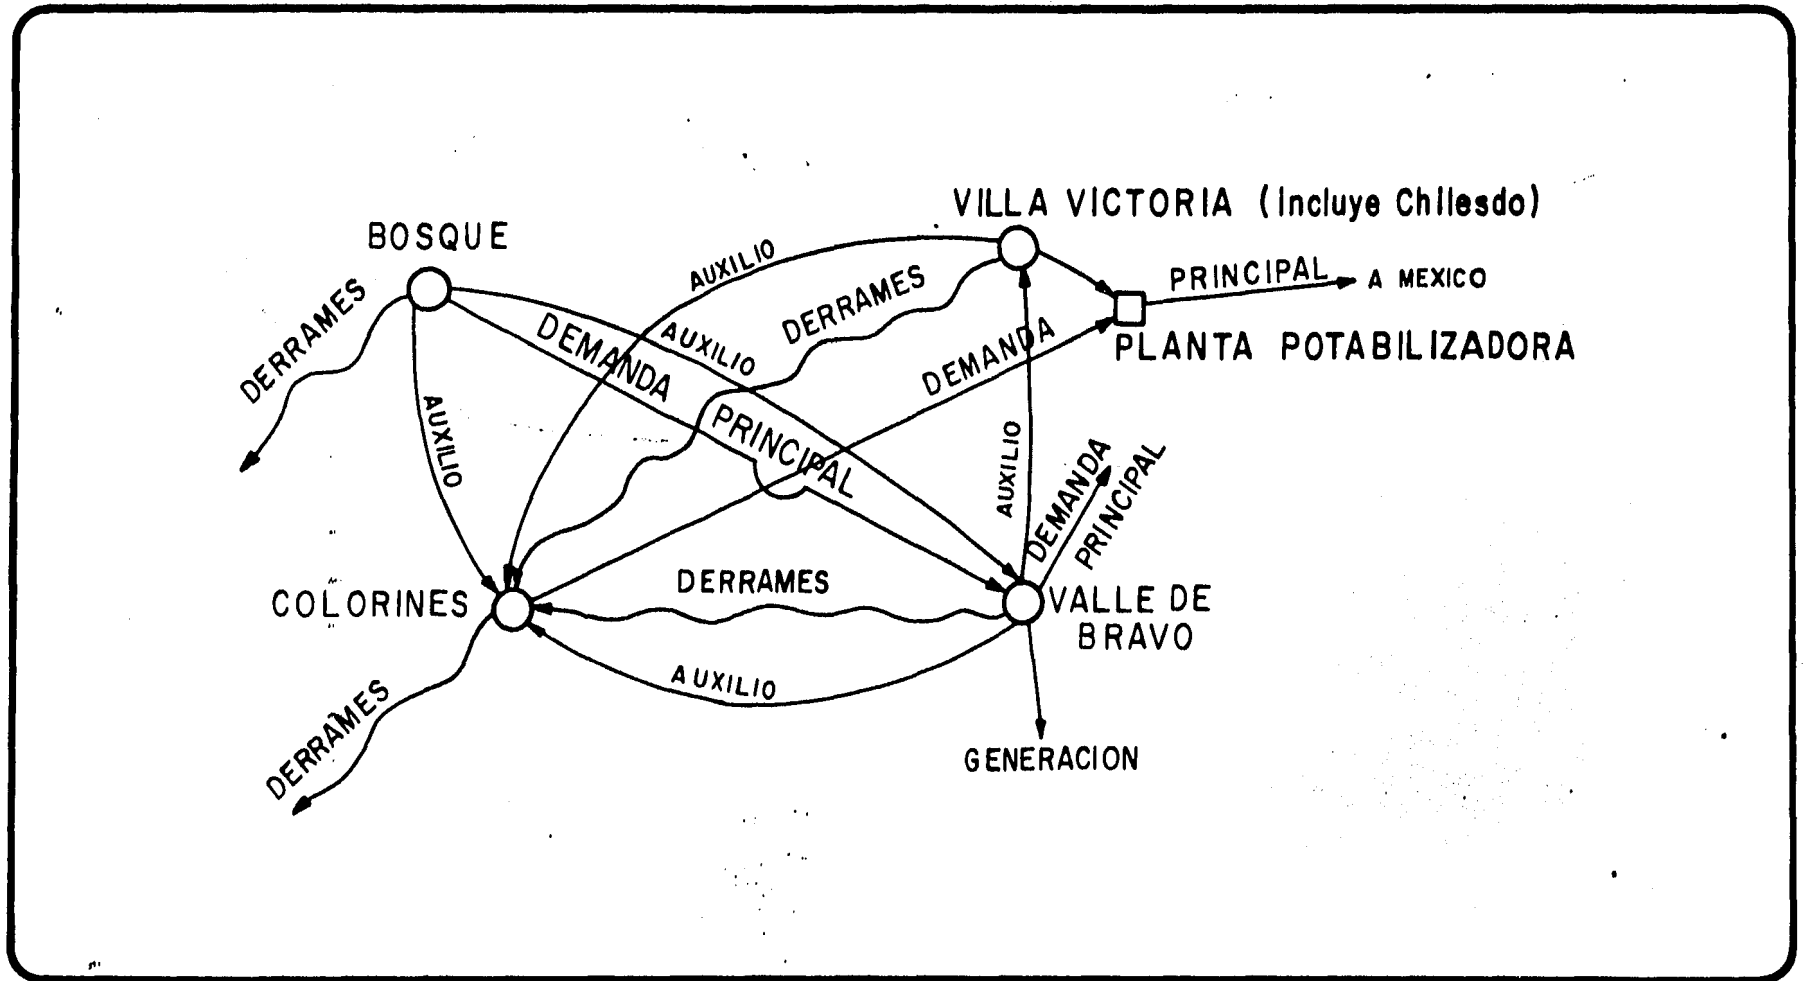 VILLA VICTORIA (Incluye Chilesdo)
BOSQUE
AUXILIO
DERRAMES
PRINCIPAL
A MEXICO
DERRAMES
DEMANDA
AUXILIO
DEMANDA
PLANTA POTABILIZADORA
AUXILIO
PRINCIPAL
AUXILIO
DEMANDA
PRINCIPAL
DERRAMES
COLORINES
VALLE DE
BRAVO
AUXILIO
DERRAMES
GENERACION